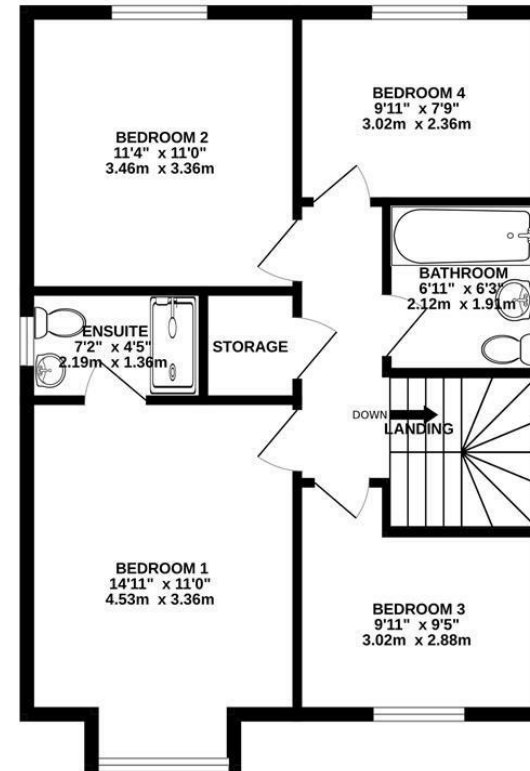 BEDROOM 4
9'11" x 7'9"
3.02m x 2.36m
BEDROOM 2
11'4" x 11'0"
3.46m x 3.36m
BATHROOM
6'11" x 6'3"
2.12m x 1.91m
ENSUITE
7'2" x 4'5"
2.19m x 1.36m
STORAGE
DOWN
LANDING
BEDROOM 1
14'11" x 11'0"
4.53m x 3.36m
BEDROOM 3
9'11" x 9'5"
3.02m x 2.88m